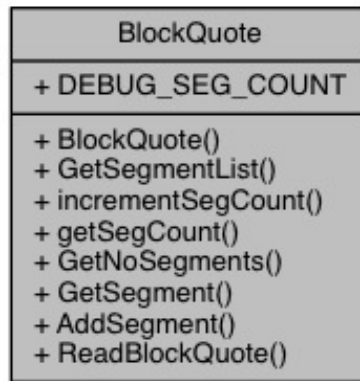 BlockQuote
+ DEBUG_SEG_COUNT
+ BlockQuote()
+ GetSegmentList()
+ incrementSegCount()
+ getSegCount()
+ GetNoSegments()
+ GetSegment()
+ AddSegment()
+ ReadBlockQuote()